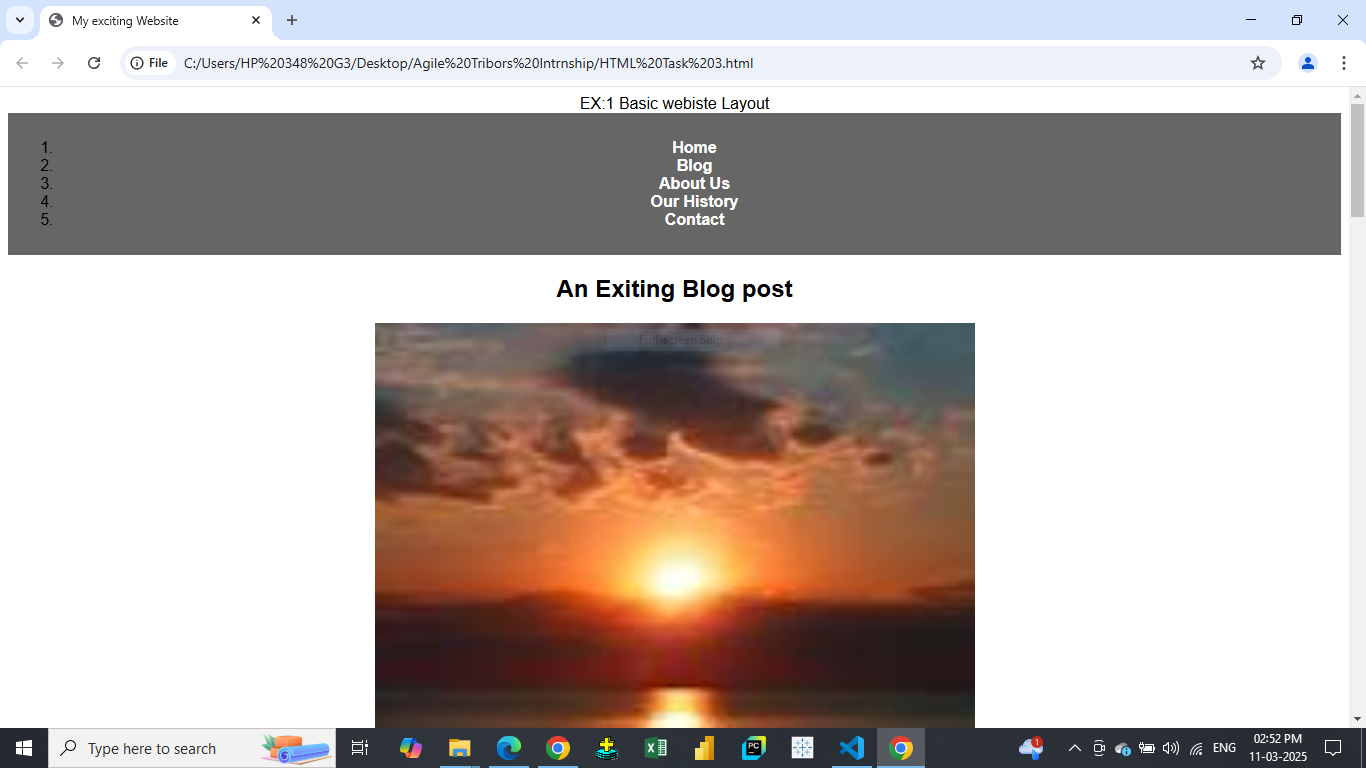 My exciting Website
File
C:/Users/HP%20348%20G3/Desktop/Agile%20Tribors%20Intrnship/HTML%20Task%203.html
EX:1 Basic webiste Layout
1. Home
2. Blog
3. About Us
4. Our History
5. Contact
An Exiting Blog post
Full-screen Snip
Type here to search
PC
1
ENG
02:52 PM
11-03-2025